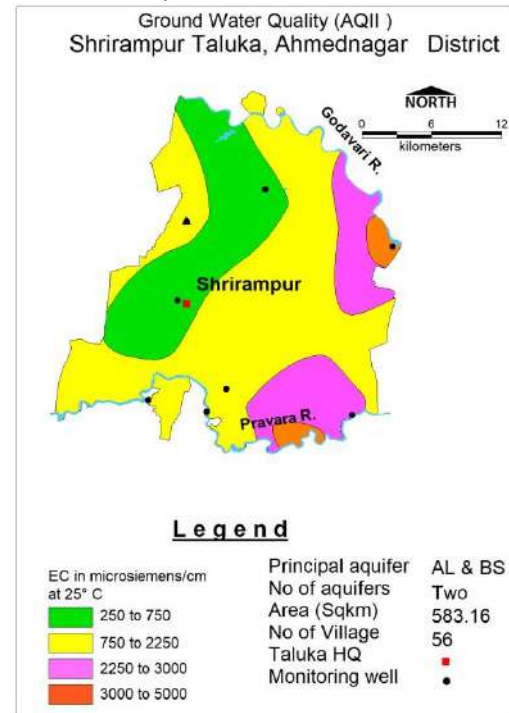 Ground Water Quality (AQII )
Shrirampur Taluka, Ahmednagar District
NORTH
0 6 12
kilometers
Godavari R.
Shrirampur
Pravara R.
Legend
EC in microsiemens/cm
at 25° C
250 to 750
750 to 2250
2250 to 3000
3000 to 5000
Principal aquifer AL & BS
No of aquifers Two
Area (Sqkm) 583.16
No of Village 56
Taluka HQ
Monitoring well